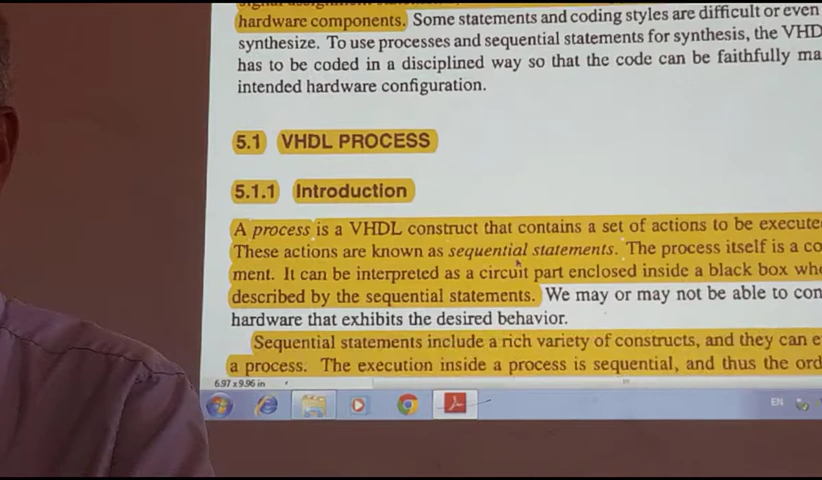 hardware components. Some statements and coding styles are difficult or even
synthesize. To use processes and sequential statements for synthesis, the VHD
has to be coded in a disciplined way so that the code can be faithfully ma
intended hardware configuration.
5.1 VHDL PROCESS
5.1.1 Introduction
A process is a VHDL construct that contains a set of actions to be execute
These actions are known as sequential statements. The process itself is a co
ment. It can be interpreted as a circuit part enclosed inside a black box whe
described by the sequential statements. We may or may not be able to con
hardware that exhibits the desired behavior.
Sequential statements include a rich variety of constructs, and they can e
a process. The execution inside a process is sequential, and thus the ord
6.97 x 9.96 in
EN